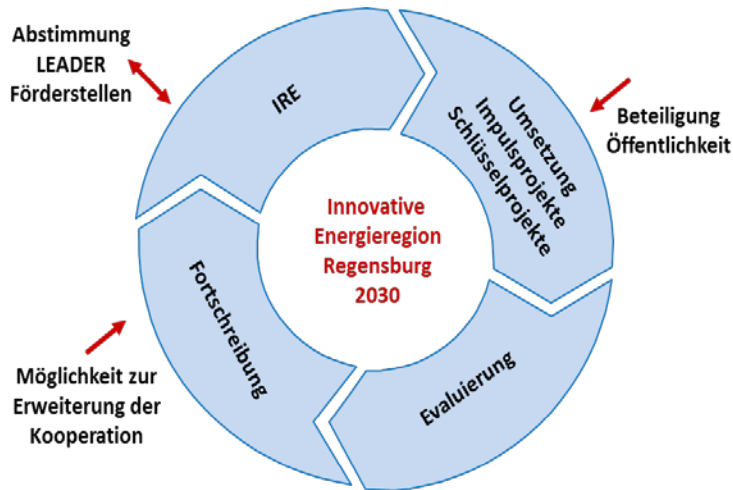 Abstimmung
LEADER
Förderstellen
IRE
Umsetzung
Impulsprojekte
Schlüsselprojekte
Beteiligung
Öffentlichkeit
Innovative
Energieregion
Regensburg
2030
Fortschreibung
Evaluierung
Möglichkeit zur
Erweiterung der
Kooperation